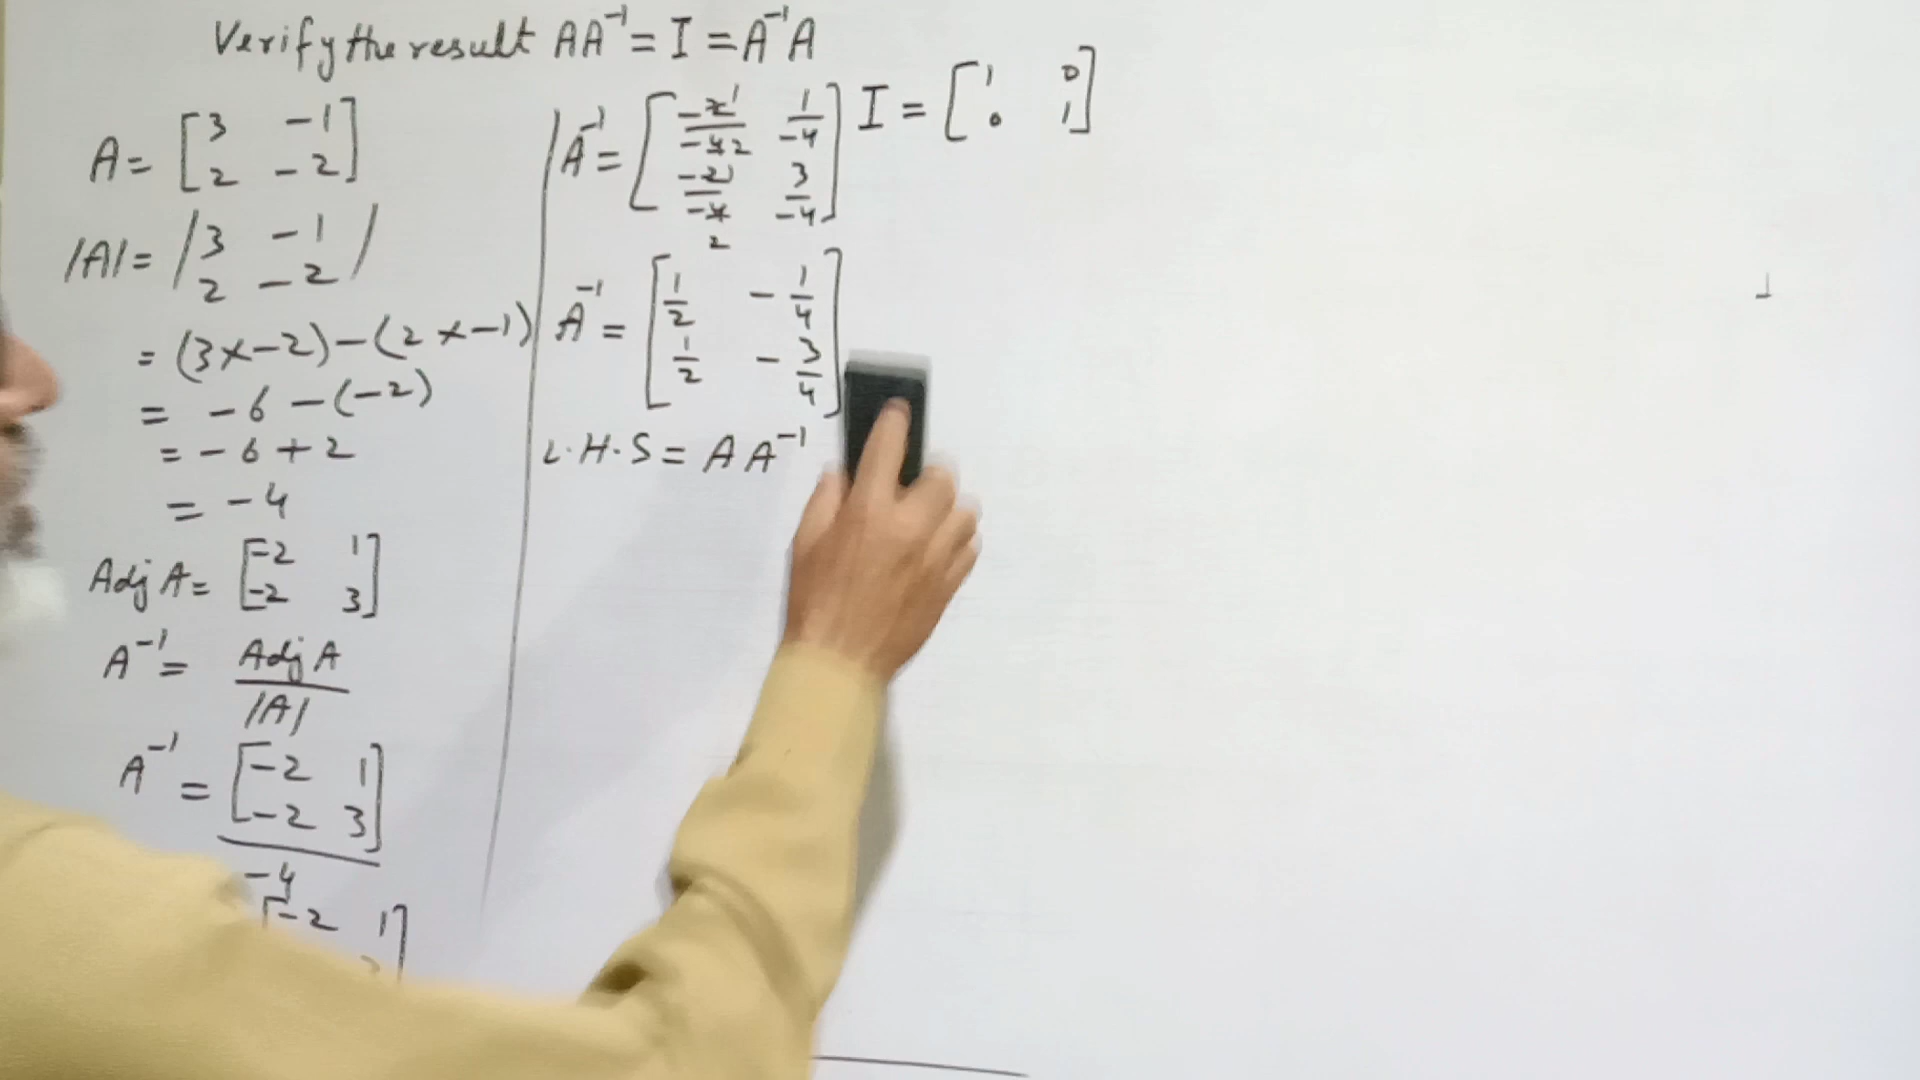 Verify the result AA⁻¹ = I = A⁻¹A
A = [3 -1
2 -2]
|A| = |3 -1
2 -2|
= (3×-2)-(2×-1)
= -6-(-2)
= -6+2
= -4
Adj A = [-2 1
-2 3]
A⁻¹ = Adj A
|A|
A⁻¹ = [-2 1
-2 3]
-4
[-2 1
A⁻¹ = [-2/-4 1/-4
-2/-4 3/-4]
A⁻¹ = [1/2 -1/4
1/2 -3/4]
L.H.S = A A⁻¹
I = [1 0
0 1]